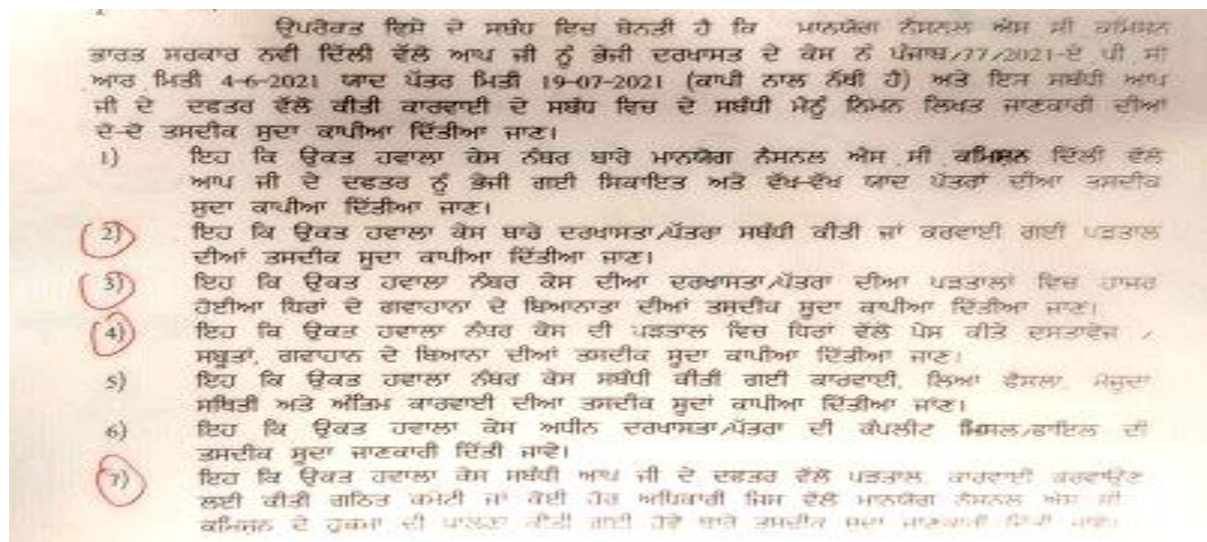 ਉਪਰੋਕਤ ਵਿਸ਼ੇ ਦੇ ਸਬੰਧ ਵਿਚ ਬੇਨਤੀ ਹੈ ਕਿ ਮਾਨਯੋਗ ਨੈਸਨਲ ਐਸ ਸੀ ਕਮਿਸਨ
ਭਾਰਤ ਸਰਕਾਰ ਨਵੀ ਦਿੱਲੀ ਵੱਲੋ ਆਪ ਜੀ ਨੂੰ ਭੇਜੀ ਦਰਖਾਸਤ ਦੇ ਕੇਸ ਨੰ ਪੰਜਾਬ/77/2021-ਏ ਪੀ ਸੀ
ਆਰ ਮਿਤੀ 4-6-2021 ਯਾਦ ਪੱਤਰ ਮਿਤੀ 19-07-2021 (ਕਾਪੀ ਨਾਲ ਨੱਥੀ ਹੈ) ਅਤੇ ਇਸ ਸਬੰਧੀ ਆਪ
ਜੀ ਦੇ ਦਫਤਰ ਵੱਲੋ ਕੀਤੀ ਕਾਰਵਾਈ ਦੇ ਸਬੰਧ ਵਿਚ ਦੇ ਸਬੰਧੀ ਮੈਨੂੰ ਨਿਮਨ ਲਿਖਤ ਜਾਣਕਾਰੀ ਦੀਆ
ਦੋ-ਦੋ ਤਸਦੀਕ ਸੁਦਾ ਕਾਪੀਆ ਦਿੱਤੀਆ ਜਾਣ।
1) ਇਹ ਕਿ ਉਕਤ ਹਵਾਲਾ ਕੇਸ ਨੰਬਰ ਬਾਰੇ ਮਾਨਯੋਗ ਨੈਸਨਲ ਐਸ ਸੀ ਕਮਿਸਨ ਦਿੱਲੀ ਵੱਲੋ
ਆਪ ਜੀ ਦੇ ਦਫਤਰ ਨੂੰ ਭੇਜੀ ਗਈ ਸਿਕਾਇਤ ਅਤੇ ਵੱਖ-ਵੱਖ ਯਾਦ ਪੱਤਰਾਂ ਦੀਆ ਤਸਦੀਕ
ਸੁਦਾ ਕਾਪੀਆ ਦਿੱਤੀਆ ਜਾਣ।
2) ਇਹ ਕਿ ਉਕਤ ਹਵਾਲਾ ਕੇਸ ਬਾਰੇ ਦਰਖਾਸਤਾ/ਪੱਤਰਾ ਸਬੰਧੀ ਕੀਤੀ ਜਾਂ ਕਰਵਾਈ ਗਈ ਪੜਤਾਲ
ਦੀਆਂ ਤਸਦੀਕ ਸੂਦਾ ਕਾਪੀਆ ਦਿੱਤੀਆ ਜਾਣ।
3) ਇਹ ਕਿ ਉਕਤ ਹਵਾਲਾ ਨੰਬਰ ਕੇਸ ਦੀਆ ਦਰਖਾਸਤਾ/ਪੱਤਰਾ ਦੀਆ ਪੜਤਾਲਾਂ ਵਿਚ ਹਾਜਰ
ਹੋਈਆ ਧਿਰਾਂ ਦੇ ਗਵਾਹਾਨਾ ਦੇ ਬਿਆਨਾਤਾ ਦੀਆਂ ਤਸਦੀਕ ਸੂਦਾ ਕਾਪੀਆ ਦਿੱਤੀਆ ਜਾਣ।
4) ਇਹ ਕਿ ਉਕਤ ਹਵਾਲਾ ਨੰਬਰ ਕੇਸ ਦੀ ਪੜਤਾਲ ਵਿਚ ਧਿਰਾਂ ਵੱਲੋ ਪੇਸ ਕੀਤੇ ਦਸਤਾਵੇਜ /
ਸਬੂਤਾਂ, ਗਵਾਹਾਨ ਦੇ ਬਿਆਨਾ ਦੀਆਂ ਤਸਦੀਕ ਸੂਦਾ ਕਾਪੀਆ ਦਿੱਤੀਆ ਜਾਣ।
5) ਇਹ ਕਿ ਉਕਤ ਹਵਾਲਾ ਨੰਬਰ ਕੇਸ ਸਬੰਧੀ ਕੀਤੀ ਗਈ ਕਾਰਵਾਈ, ਲਿਆ ਫੈਸਲਾ, ਮੌਜੂਦਾ
ਸਥਿਤੀ ਅਤੇ ਅੰਤਿਮ ਕਾਰਵਾਈ ਦੀਆ ਤਸਦੀਕ ਸੂਦਾਂ ਕਾਪੀਆ ਦਿੱਤੀਆ ਜਾਂਣ।
6) ਇਹ ਕਿ ਉਕਤ ਹਵਾਲਾ ਕੇਸ ਅਧੀਨ ਦਰਖਾਸਤਾ/ਪੱਤਰਾ ਦੀ ਕੰਪਲੀਟ ਮਿਸਲ/ਫਾਇਲ ਦੀ
ਤਸਦੀਕ ਸੂਦਾ ਜਾਣਕਾਰੀ ਦਿੱਤੀ ਜਾਵੇ।
7) ਇਹ ਕਿ ਉਕਤ ਹਵਾਲਾ ਕੇਸ ਸਬੰਧੀ ਆਪ ਜੀ ਦੇ ਦਫਤਰ ਵੱਲੋ ਪੜਤਾਲ, ਕਾਰਵਾਈ ਕਰਵਾਉਣ
ਲਈ ਕੀਤੀ ਗਠਿਤ ਕਮੇਟੀ ਜਾਂ ਕੋਈ ਹੋਰ ਅਧਿਕਾਰੀ ਜਿਸ ਵੱਲੋ ਮਾਨਯੋਗ ਨੈਸਨਲ ਐਸ ਸੀ
ਕਮਿਸਨ ਦੇ ਹੁਕਮਾ ਦੀ ਪਾਲਣਾ ਕੀਤੀ ਗਈ ਹੋਵੇ ਬਾਰੇ ਤਸਦੀਕ ਸੁਦਾ ਜਾਣਕਾਰੀ ਦਿੱਤੀ ਜਾਵੇ।